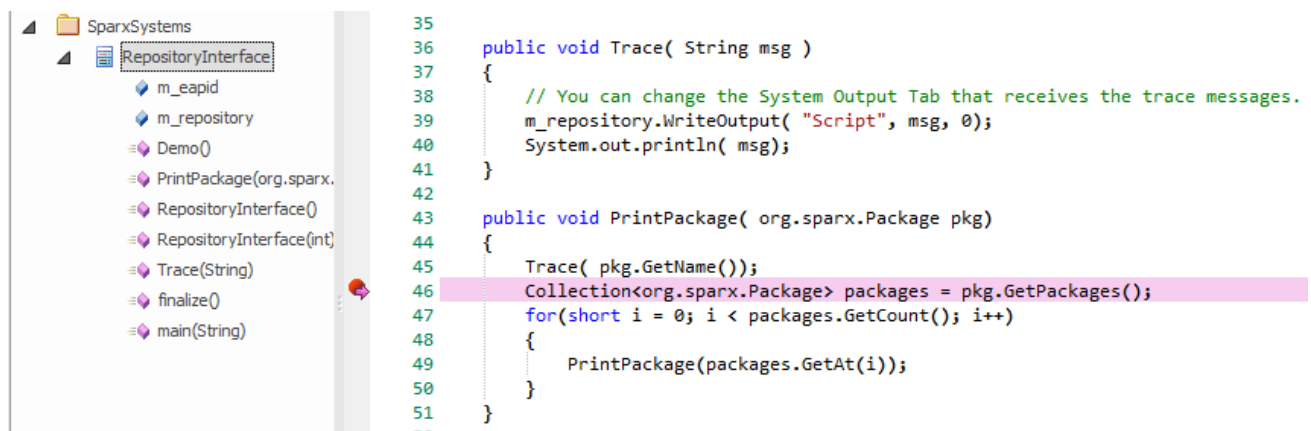 SparxSystems
RepositoryInterface
m_eapid
m_repository
Demo()
PrintPackage(org.sparx.
RepositoryInterface()
RepositoryInterface(int)
Trace(String)
finalize()
main(String)
35
36 public void Trace( String msg )
37 {
38 // You can change the System Output Tab that receives the trace messages.
39 m_repository.WriteOutput( "Script", msg, 0);
40 System.out.println( msg);
41 }
42
43 public void PrintPackage( org.sparx.Package pkg)
44 {
45 Trace( pkg.GetName());
46 Collection<org.sparx.Package> packages = pkg.GetPackages();
47 for(short i = 0; i < packages.GetCount(); i++)
48 {
49 PrintPackage(packages.GetAt(i));
50 }
51 }